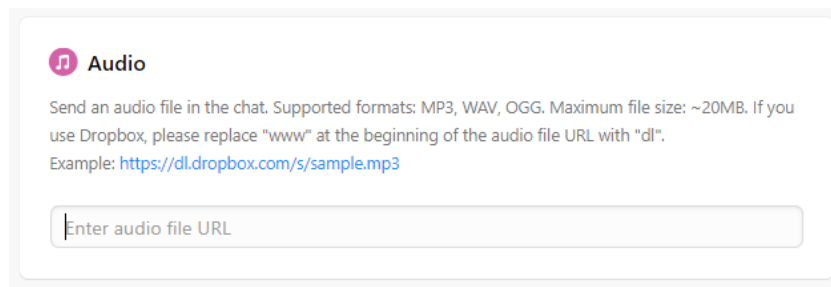 Audio
Send an audio file in the chat. Supported formats: MP3, WAV, OGG. Maximum file size: ~20MB. If you
use Dropbox, please replace "www" at the beginning of the audio file URL with "dl".
Example: https://dl.dropbox.com/s/sample.mp3
Enter audio file URL